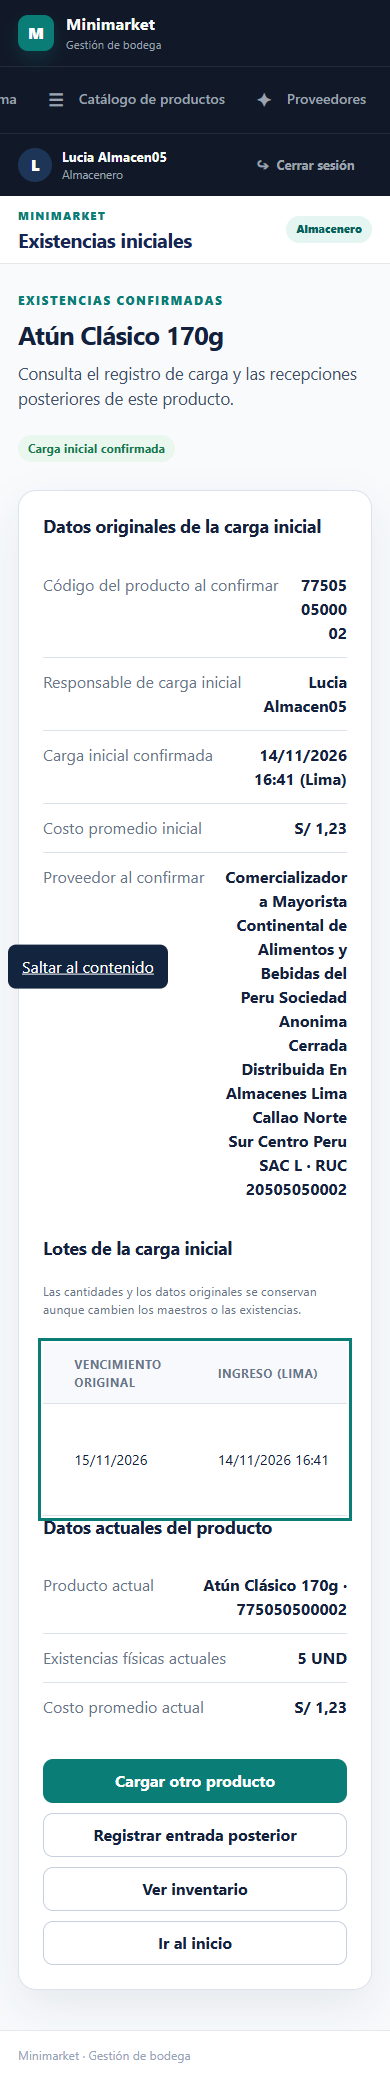 M
Minimarket
Gestión de bodega
ma
Catálogo de productos
Proveedores
L
Lucia Almacen05
Almacenero
Cerrar sesión
MINIMARKET
Existencias iniciales
Almacenero
EXISTENCIAS CONFIRMADAS
Atún Clásico 170g
Consulta el registro de carga y las recepciones
posteriores de este producto.
Carga inicial confirmada
Datos originales de la carga inicial
Código del producto al confirmar
77505
05000
02
Responsable de carga inicial
Lucia
Almacen05
Carga inicial confirmada
14/11/2026
16:41 (Lima)
Costo promedio inicial
S/ 1,23
Proveedor al confirmar
Comercializador
a Mayorista
Continental de
Alimentos y
Bebidas del
Peru Sociedad
Anonima
Cerrada
Distribuida En
Almacenes Lima
Callao Norte
Sur Centro Peru
SAC L · RUC
20505050002
Saltar al contenido
Lotes de la carga inicial
Las cantidades y los datos originales se conservan
aunque cambien los maestros o las existencias.
VENCIMIENTO
ORIGINAL
INGRESO (LIMA)
15/11/2026
14/11/2026 16:41
Datos actuales del producto
Producto actual
Atún Clásico 170g ·
775050500002
Existencias físicas actuales
5 UND
Costo promedio actual
S/ 1,23
Cargar otro producto
Registrar entrada posterior
Ver inventario
Ir al inicio
Minimarket · Gestión de bodega